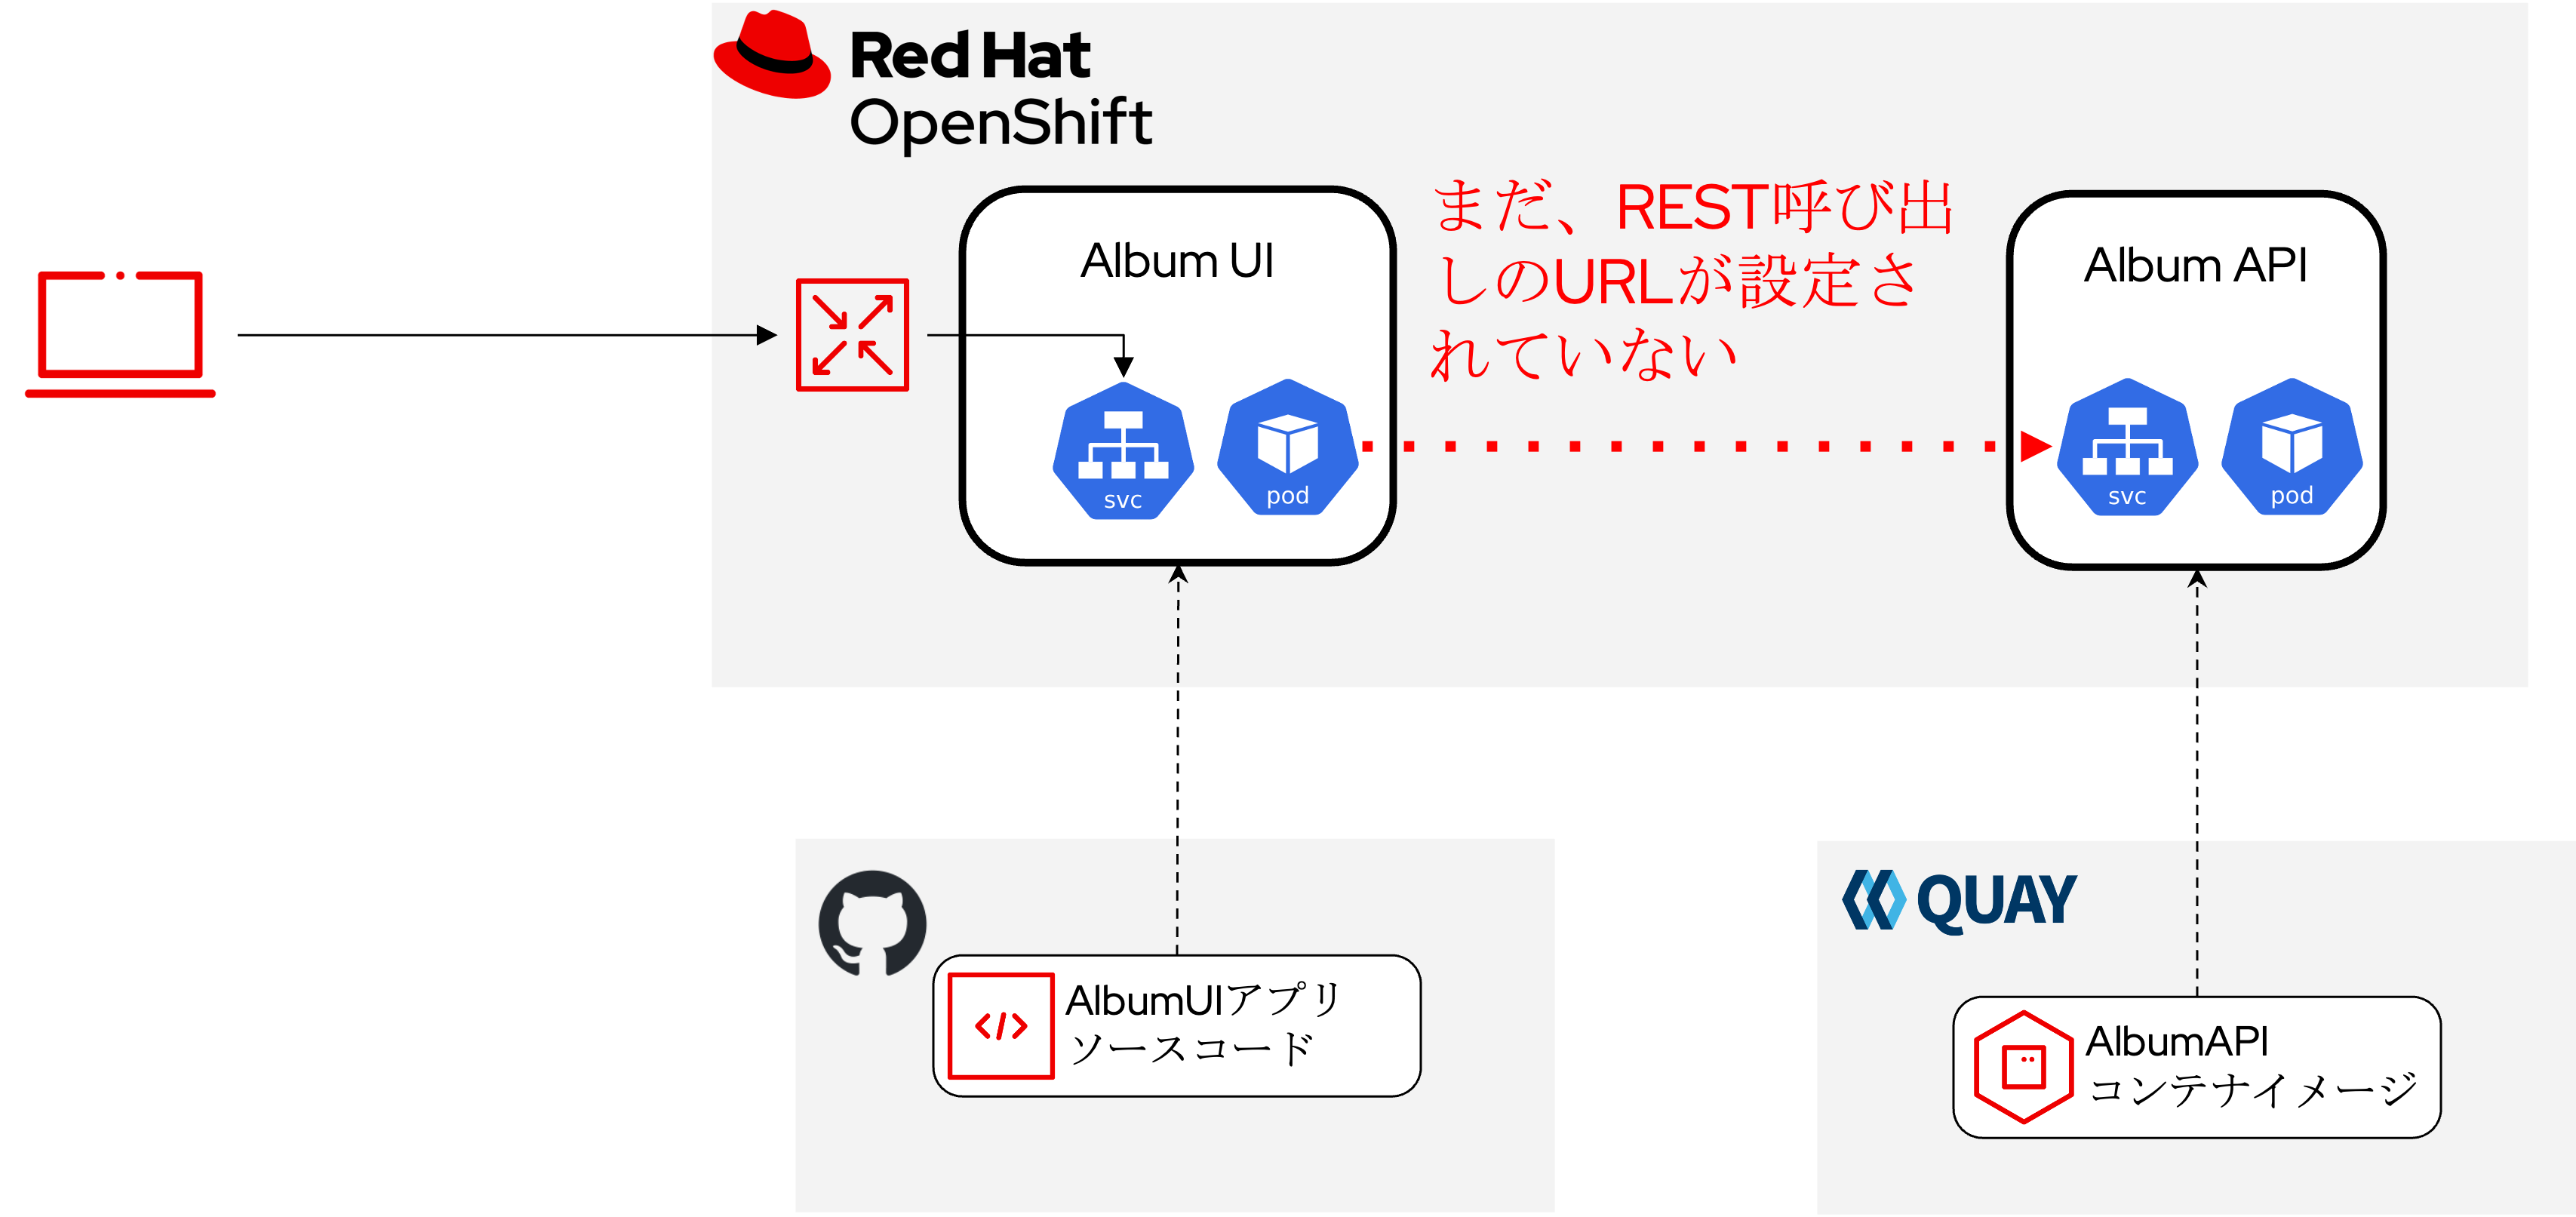 Red Hat
OpenShift
Album UI
まだ、REST呼び出
しのURLが設定さ
れていない
Album API
svc
pod
svc
pod
AlbumUIアプリ
ソースコード
QUAY
AlbumAPI
コンテナイメージ